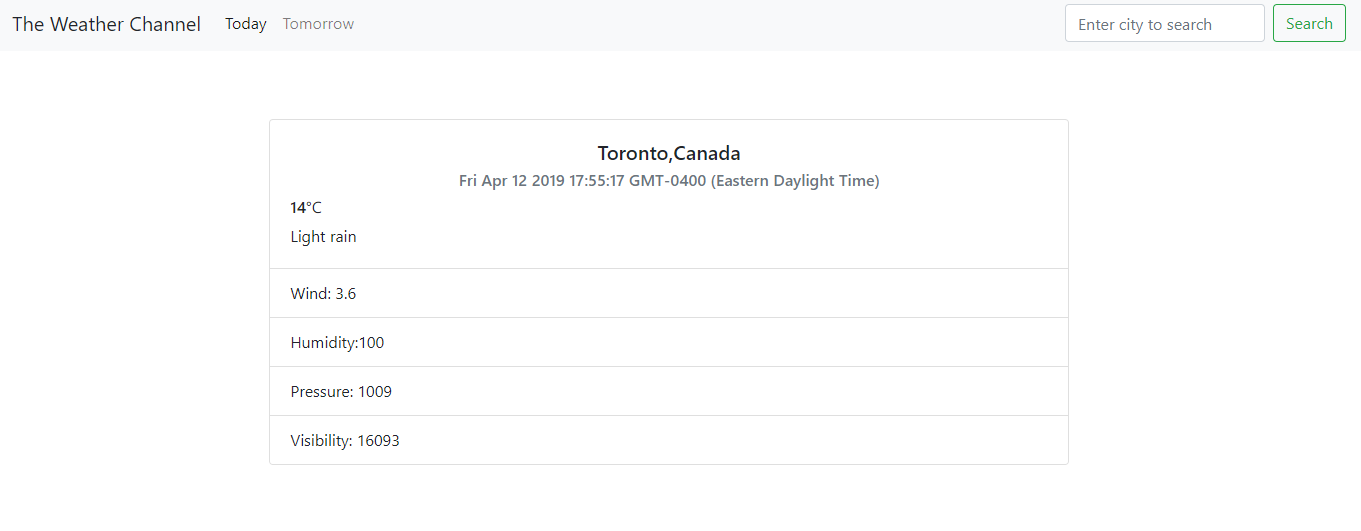 The Weather Channel Today Tomorrow Enter city to search Search
Toronto,Canada
Fri Apr 12 2019 17:55:17 GMT-0400 (Eastern Daylight Time)
14°C
Light rain
Wind: 3.6
Humidity:100
Pressure: 1009
Visibility: 16093